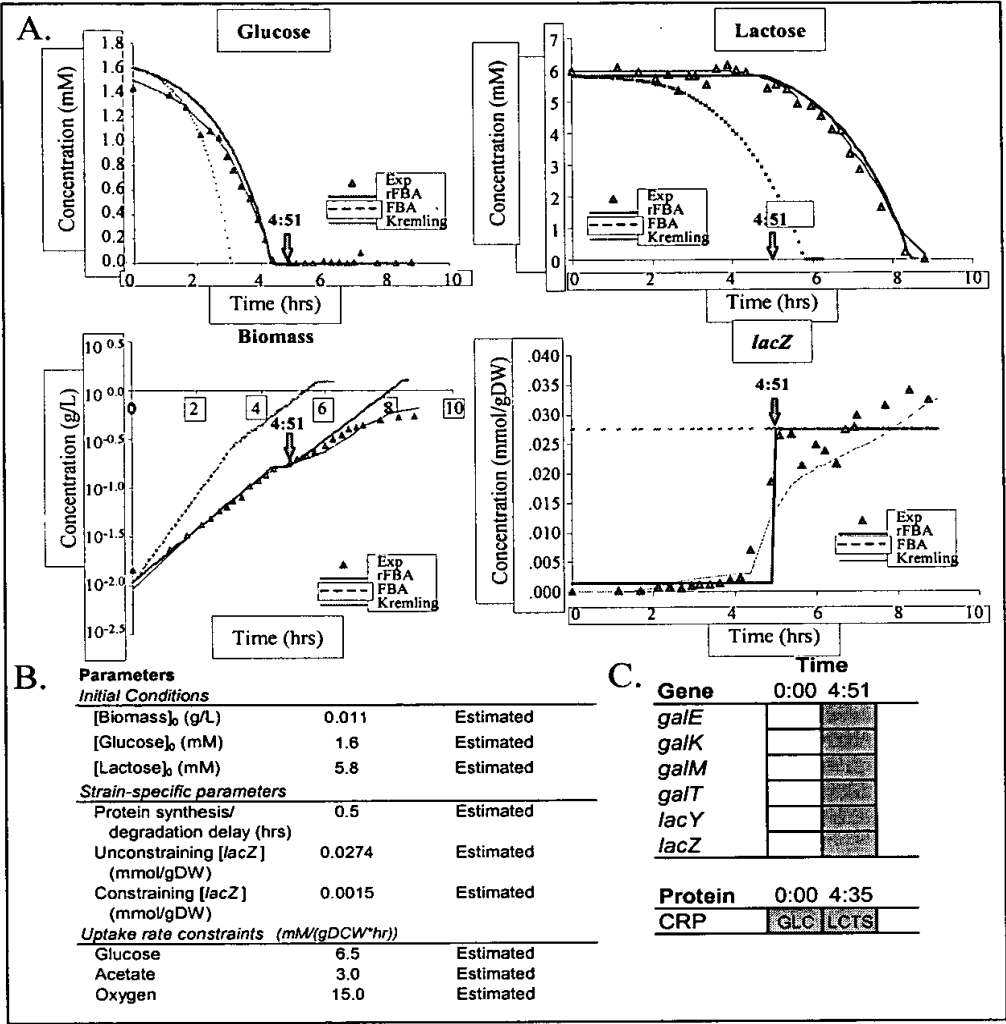 A.
Glucose
Concentration (mM)
1.8
1.6
1.4
1.2
1.0
0.8
0.6
0.4
0.2
0.0
4:51
Exp
rFBA
FBA
Kremling
0 2 4 6 8 10
Time (hrs)
Lactose
Concentration (mM)
7
6
5
4
3
2
1
0
4:51
Exp
rFBA
FBA
Kremling
0 2 4 6 8 10
Time (hrs)
Biomass
Concentration (g/L)
10 0.5
10 0.0
10-0.5
10-1.0
10-1.5
10-2.0
10-2.5
0 2 4 6 8 10
4:51
Exp
rFBA
FBA
Kremling
Time (hrs)
lacZ
Concentration (mmol/gDW)
.040
.035
.030
.025
.020
.015
.010
.005
.000
4:51
Exp
rFBA
FBA
Kremling
0 2 4 6 8 10
Time (hrs)
B.
Parameters
Initial Conditions
[Biomass]₀ (g/L) 0.011 Estimated
[Glucose]₀ (mM) 1.6 Estimated
[Lactose]₀ (mM) 5.8 Estimated
Strain-specific parameters
Protein synthesis/ 0.5 Estimated
degradation delay (hrs)
Unconstraining [lacZ] 0.0274 Estimated
(mmol/gDW)
Constraining [lacZ] 0.0015 Estimated
(mmol/gDW)
Uptake rate constraints (mM/(gDCW*hr))
Glucose 6.5 Estimated
Acetate 3.0 Estimated
Oxygen 15.0 Estimated
C.
Time
Gene 0:00 4:51
galE
galK
galM
galT
lacY
lacZ
Protein 0:00 4:35
CRP GLC LCTS